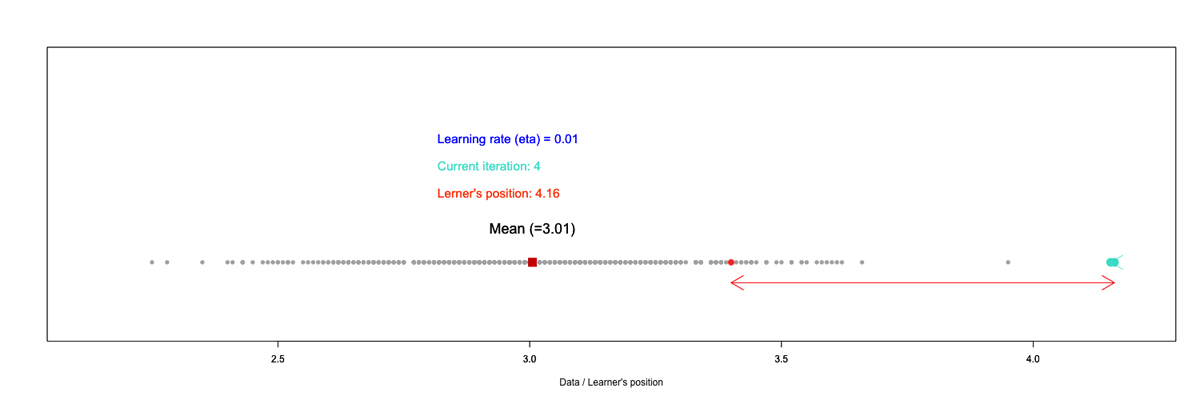 Learning rate (eta) = 0.01
Current iteration: 4
Lerner's position: 4.16
Mean (=3.01)
2.5 3.0 3.5 4.0
Data / Learner's position